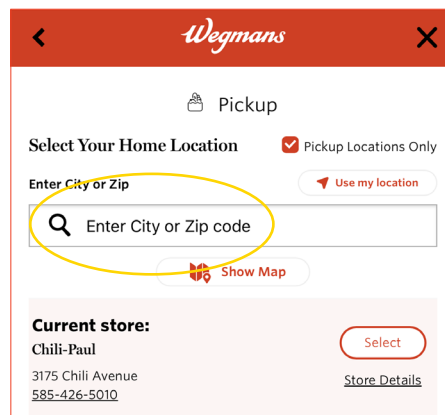 Wegmans
Pickup
Select Your Home Location
Pickup Locations Only
Enter City or Zip
Use my location
Enter City or Zip code
Show Map
Current store:
Chili-Paul
Select
3175 Chili Avenue
Store Details
585-426-5010